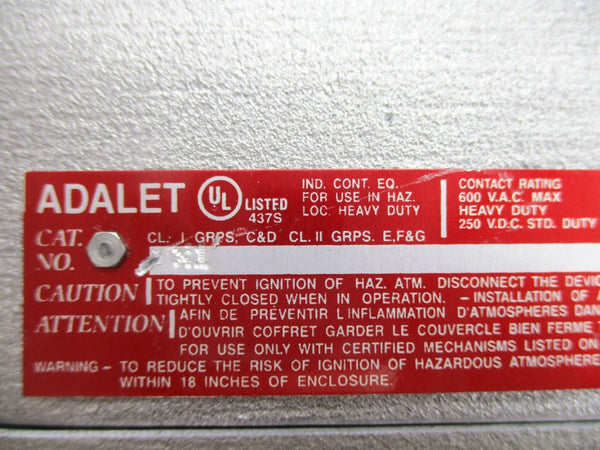 ADALET
UL LISTED
437S
IND. CONT. EQ.
FOR USE IN HAZ.
LOC. HEAVY DUTY
CONTACT RATING
600 V.A.C. MAX
HEAVY DUTY
250 V.D.C. STD. DUTY
CAT.
NO.
CL. I GRPS, C&D CL. II GRPS. E,F&G
CAUTION
TO PREVENT IGNITION OF HAZ. ATM. DISCONNECT THE DEVIC
TIGHTLY CLOSED WHEN IN OPERATION. – INSTALLATION OF A
ATTENTION
AFIN DE PRÉVENTIR L'INFLAMMATION D'ATMOSPHERES DAN
D'OUVRIR COFFRET GARDER LE COUVERCLE BIEN FERME
FOR USE ONLY WITH CERTIFIED MECHANISMS LISTED ON
WARNING – TO REDUCE THE RISK OF IGNITION OF HAZARDOUS ATMOSPHERE
WITHIN 18 INCHES OF ENCLOSURE.